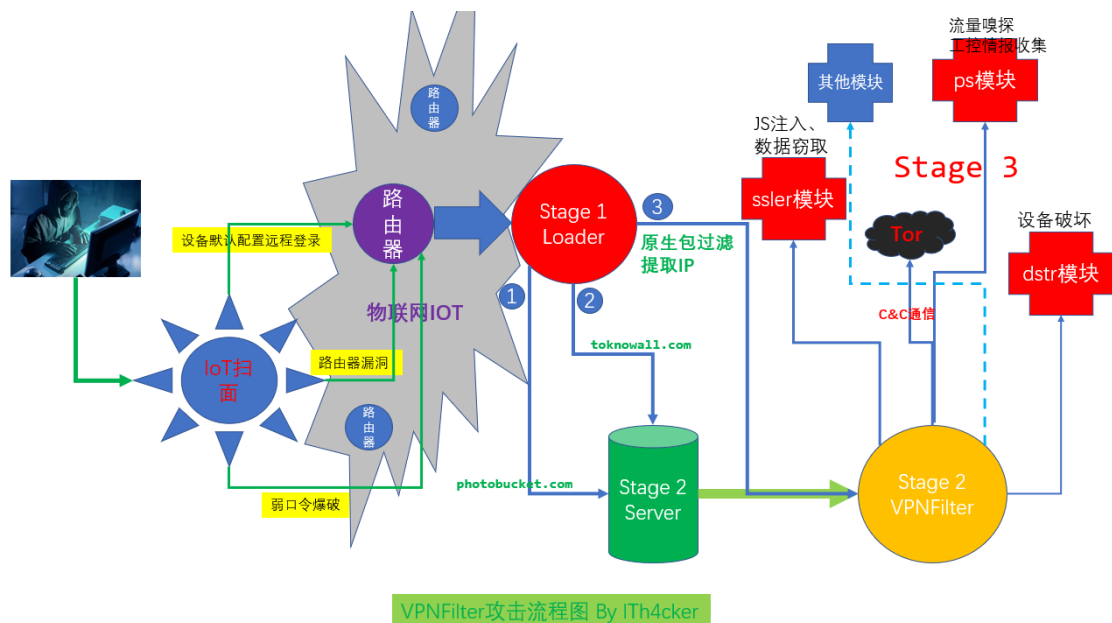 流量嗅探
工控情报收集
其他模块
ps模块
路
由
器
JS注入、
数据窃取
Stage 3
ssler模块
路
由
器
Stage 1
Loader
3
设备默认配置远程登录
原生包过滤
提取IP
Tor
设备破坏
dstr模块
1
2
物联网IOT
C&C通信
toknowall.com
IoT扫
面
路由器漏洞
路
由
器
photobucket.com
Stage 2
Server
Stage 2
VPNFilter
弱口令爆破
VPNFilter攻击流程图 By ITh4cker